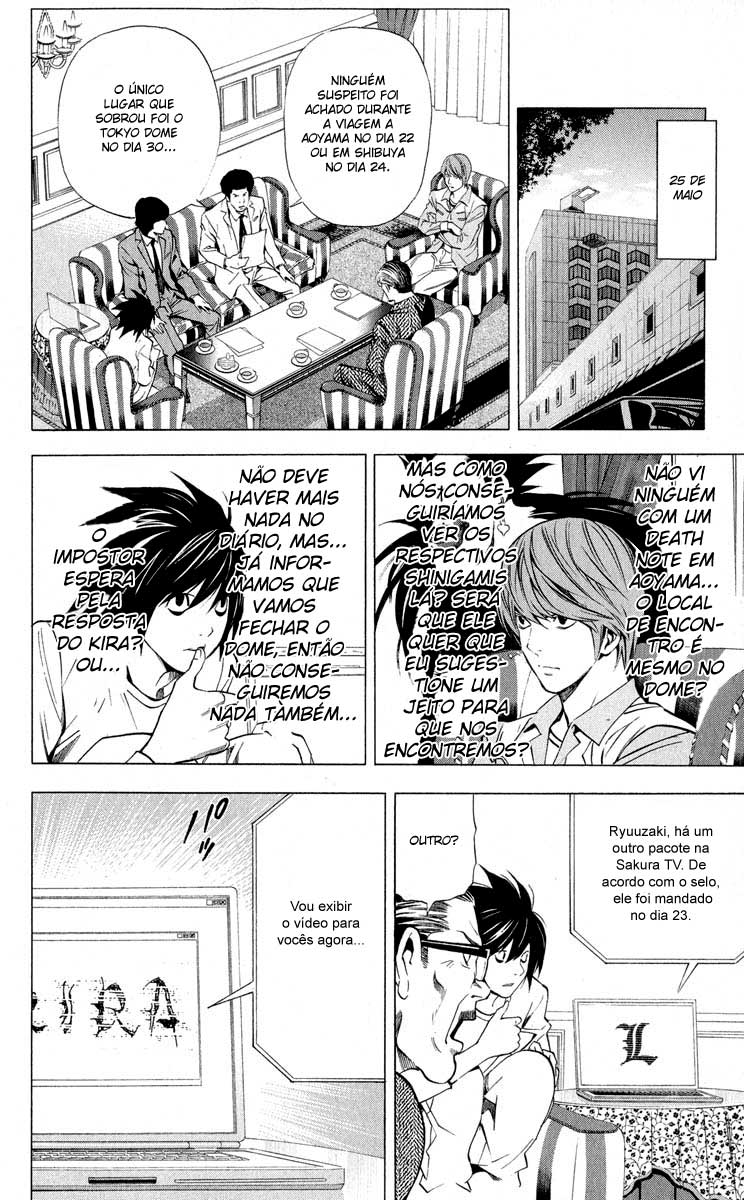 25 DE
MAIO
NINGUÉM
SUSPEITO FOI
ACHADO DURANTE
A VIAGEM A
AOYAMA NO DIA 22
OU EM SHIBUYA
NO DIA 24.
O ÚNICO
LUGAR QUE
SOBROU FOI O
TOKYO DOME
NO DIA 30...
NÃO VI
NINGUÉM
COM UM
DEATH
NOTE EM
AOYAMA...
O LOCAL
DE ENCON-
TRO É
MESMO NO
DOME?
MAS COMO
NÓS CONSE-
GUIRÍAMOS
VER OS
RESPECTIVOS
SHINIGAMIS
LÁ? SERÁ
QUE ELE
QUER QUE
EU SUGES-
TIONE UM
JEITO PARA
QUE NOS
ENCONTREMOS?
NÃO DEVE
HAVER MAIS
NADA NO
DIÁRIO, MAS...
JÁ INFOR-
MAMOS QUE
VAMOS
FECHAR O
DOME, ENTÃO
NÃO CONSE-
GUIREMOS
NADA TAMBÉM...
O
IMPOSTOR
ESPERA
PELA
RESPOSTA
DO KIRA?
OU...
Ryuuzaki, há um
outro pacote na
Sakura TV. De
acordo com o selo,
ele foi mandado
no dia 23.
OUTRO?
L
Vou exibir
o vídeo para
vocês agora...
KIRA